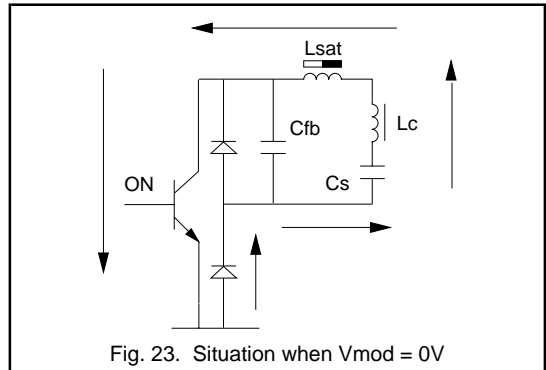 Lsat
Cfb
Lc
ON
Cs
Fig. 23. Situation when Vmod = 0V